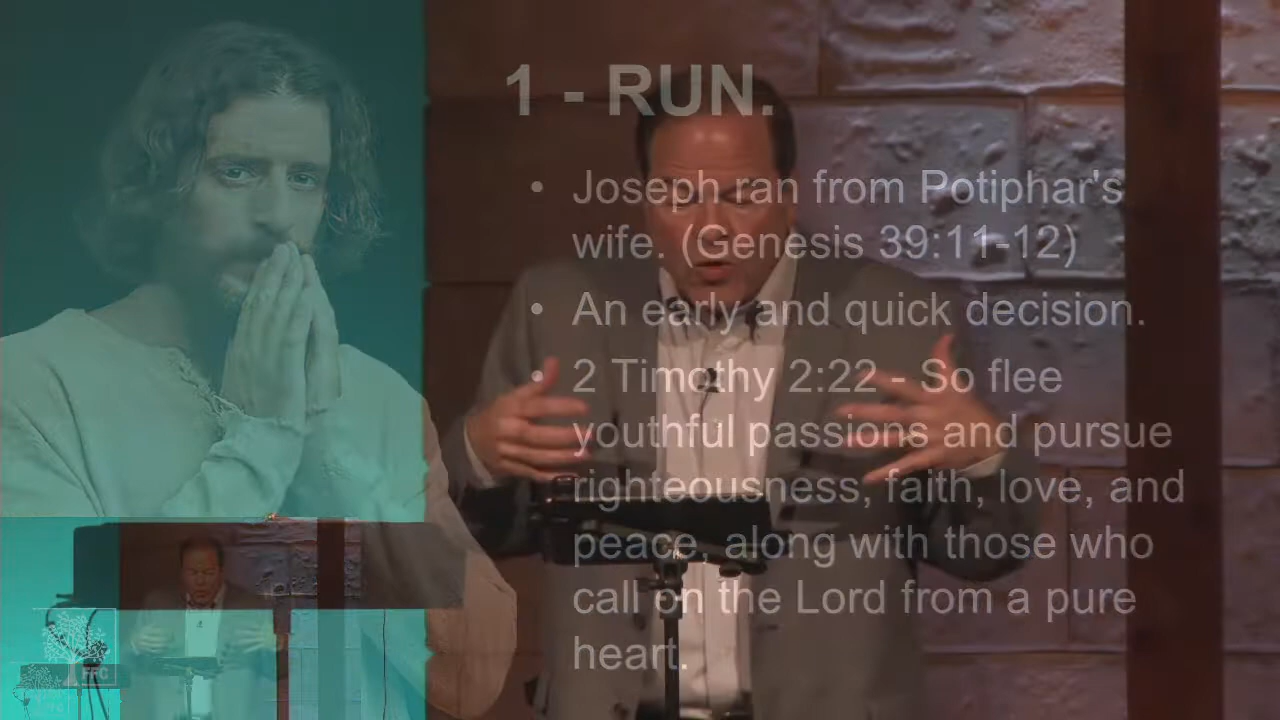 1 - RUN.
• Joseph ran from Potiphar's
wife. (Genesis 39:11-12)
• An early and quick decision.
• 2 Timothy 2:22 - So flee
youthful passions and pursue
righteousness, faith, love, and
peace, along with those who
call on the Lord from a pure
heart.
FFC